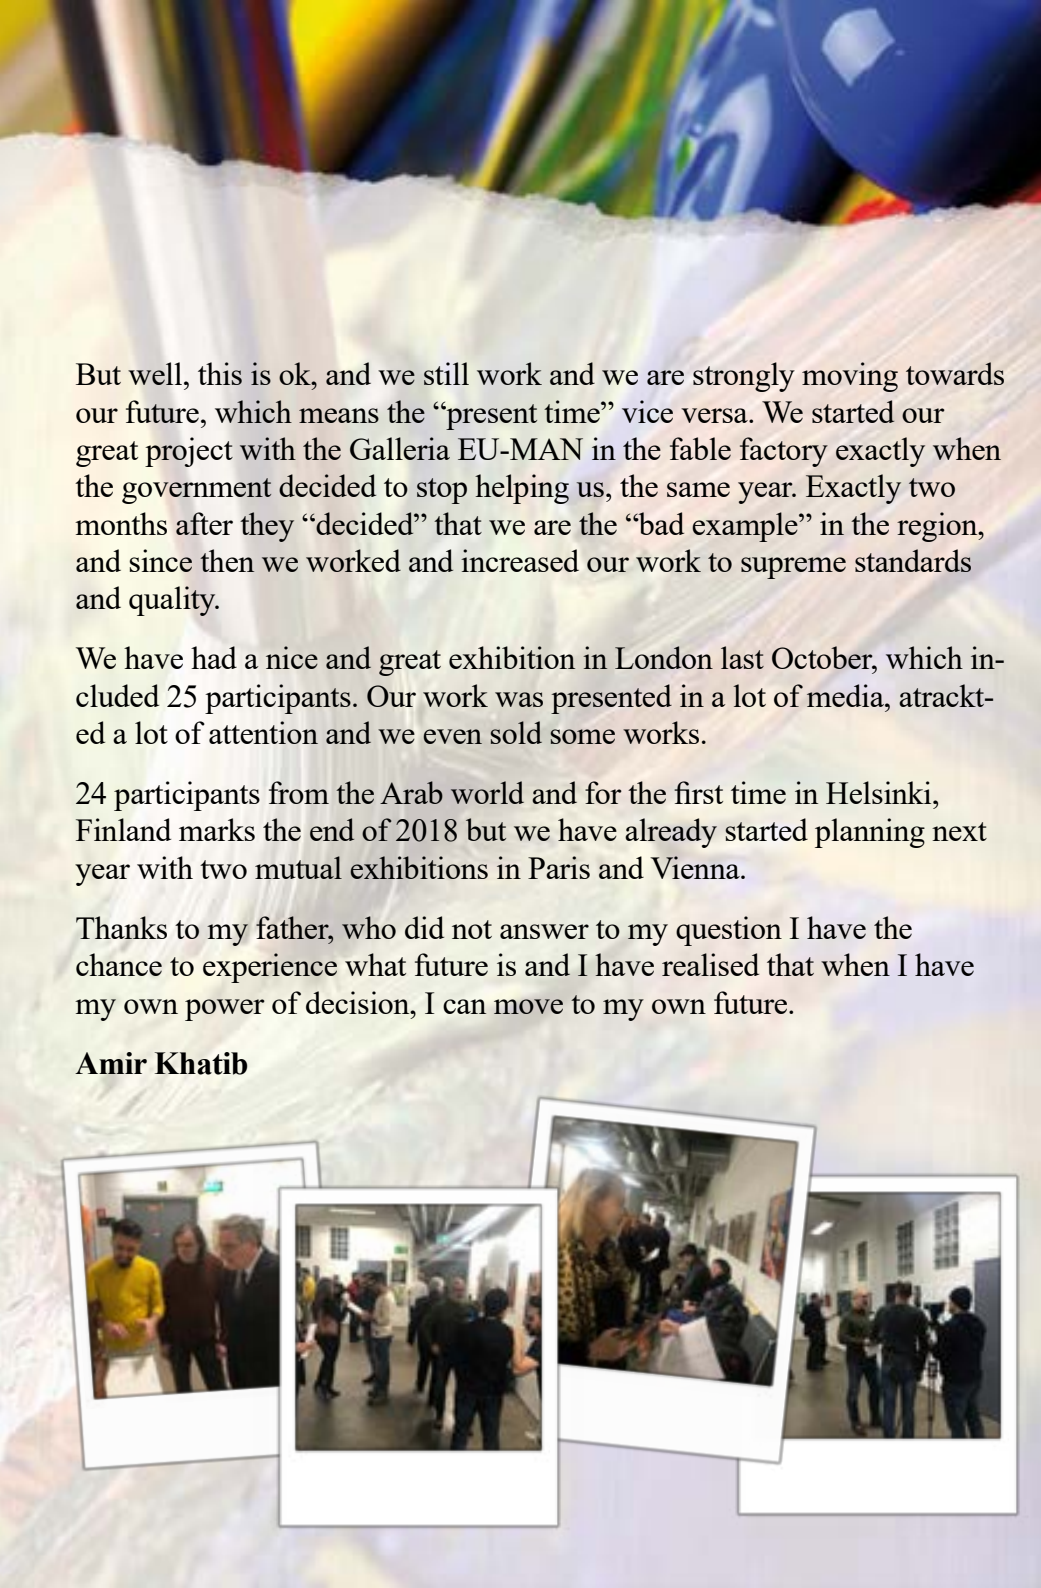 But well, this is ok, and we still work and we are strongly moving towards
our future, which means the “present time” vice versa. We started our
great project with the Galleria EU-MAN in the fable factory exactly when
the government decided to stop helping us, the same year. Exactly two
months after they “decided” that we are the “bad example” in the region,
and since then we worked and increased our work to supreme standards
and quality.
We have had a nice and great exhibition in London last October, which in-
cluded 25 participants. Our work was presented in a lot of media, atrackt-
ed a lot of attention and we even sold some works.
24 participants from the Arab world and for the first time in Helsinki,
Finland marks the end of 2018 but we have already started planning next
year with two mutual exhibitions in Paris and Vienna.
Thanks to my father, who did not answer to my question I have the
chance to experience what future is and I have realised that when I have
my own power of decision, I can move to my own future.
Amir Khatib